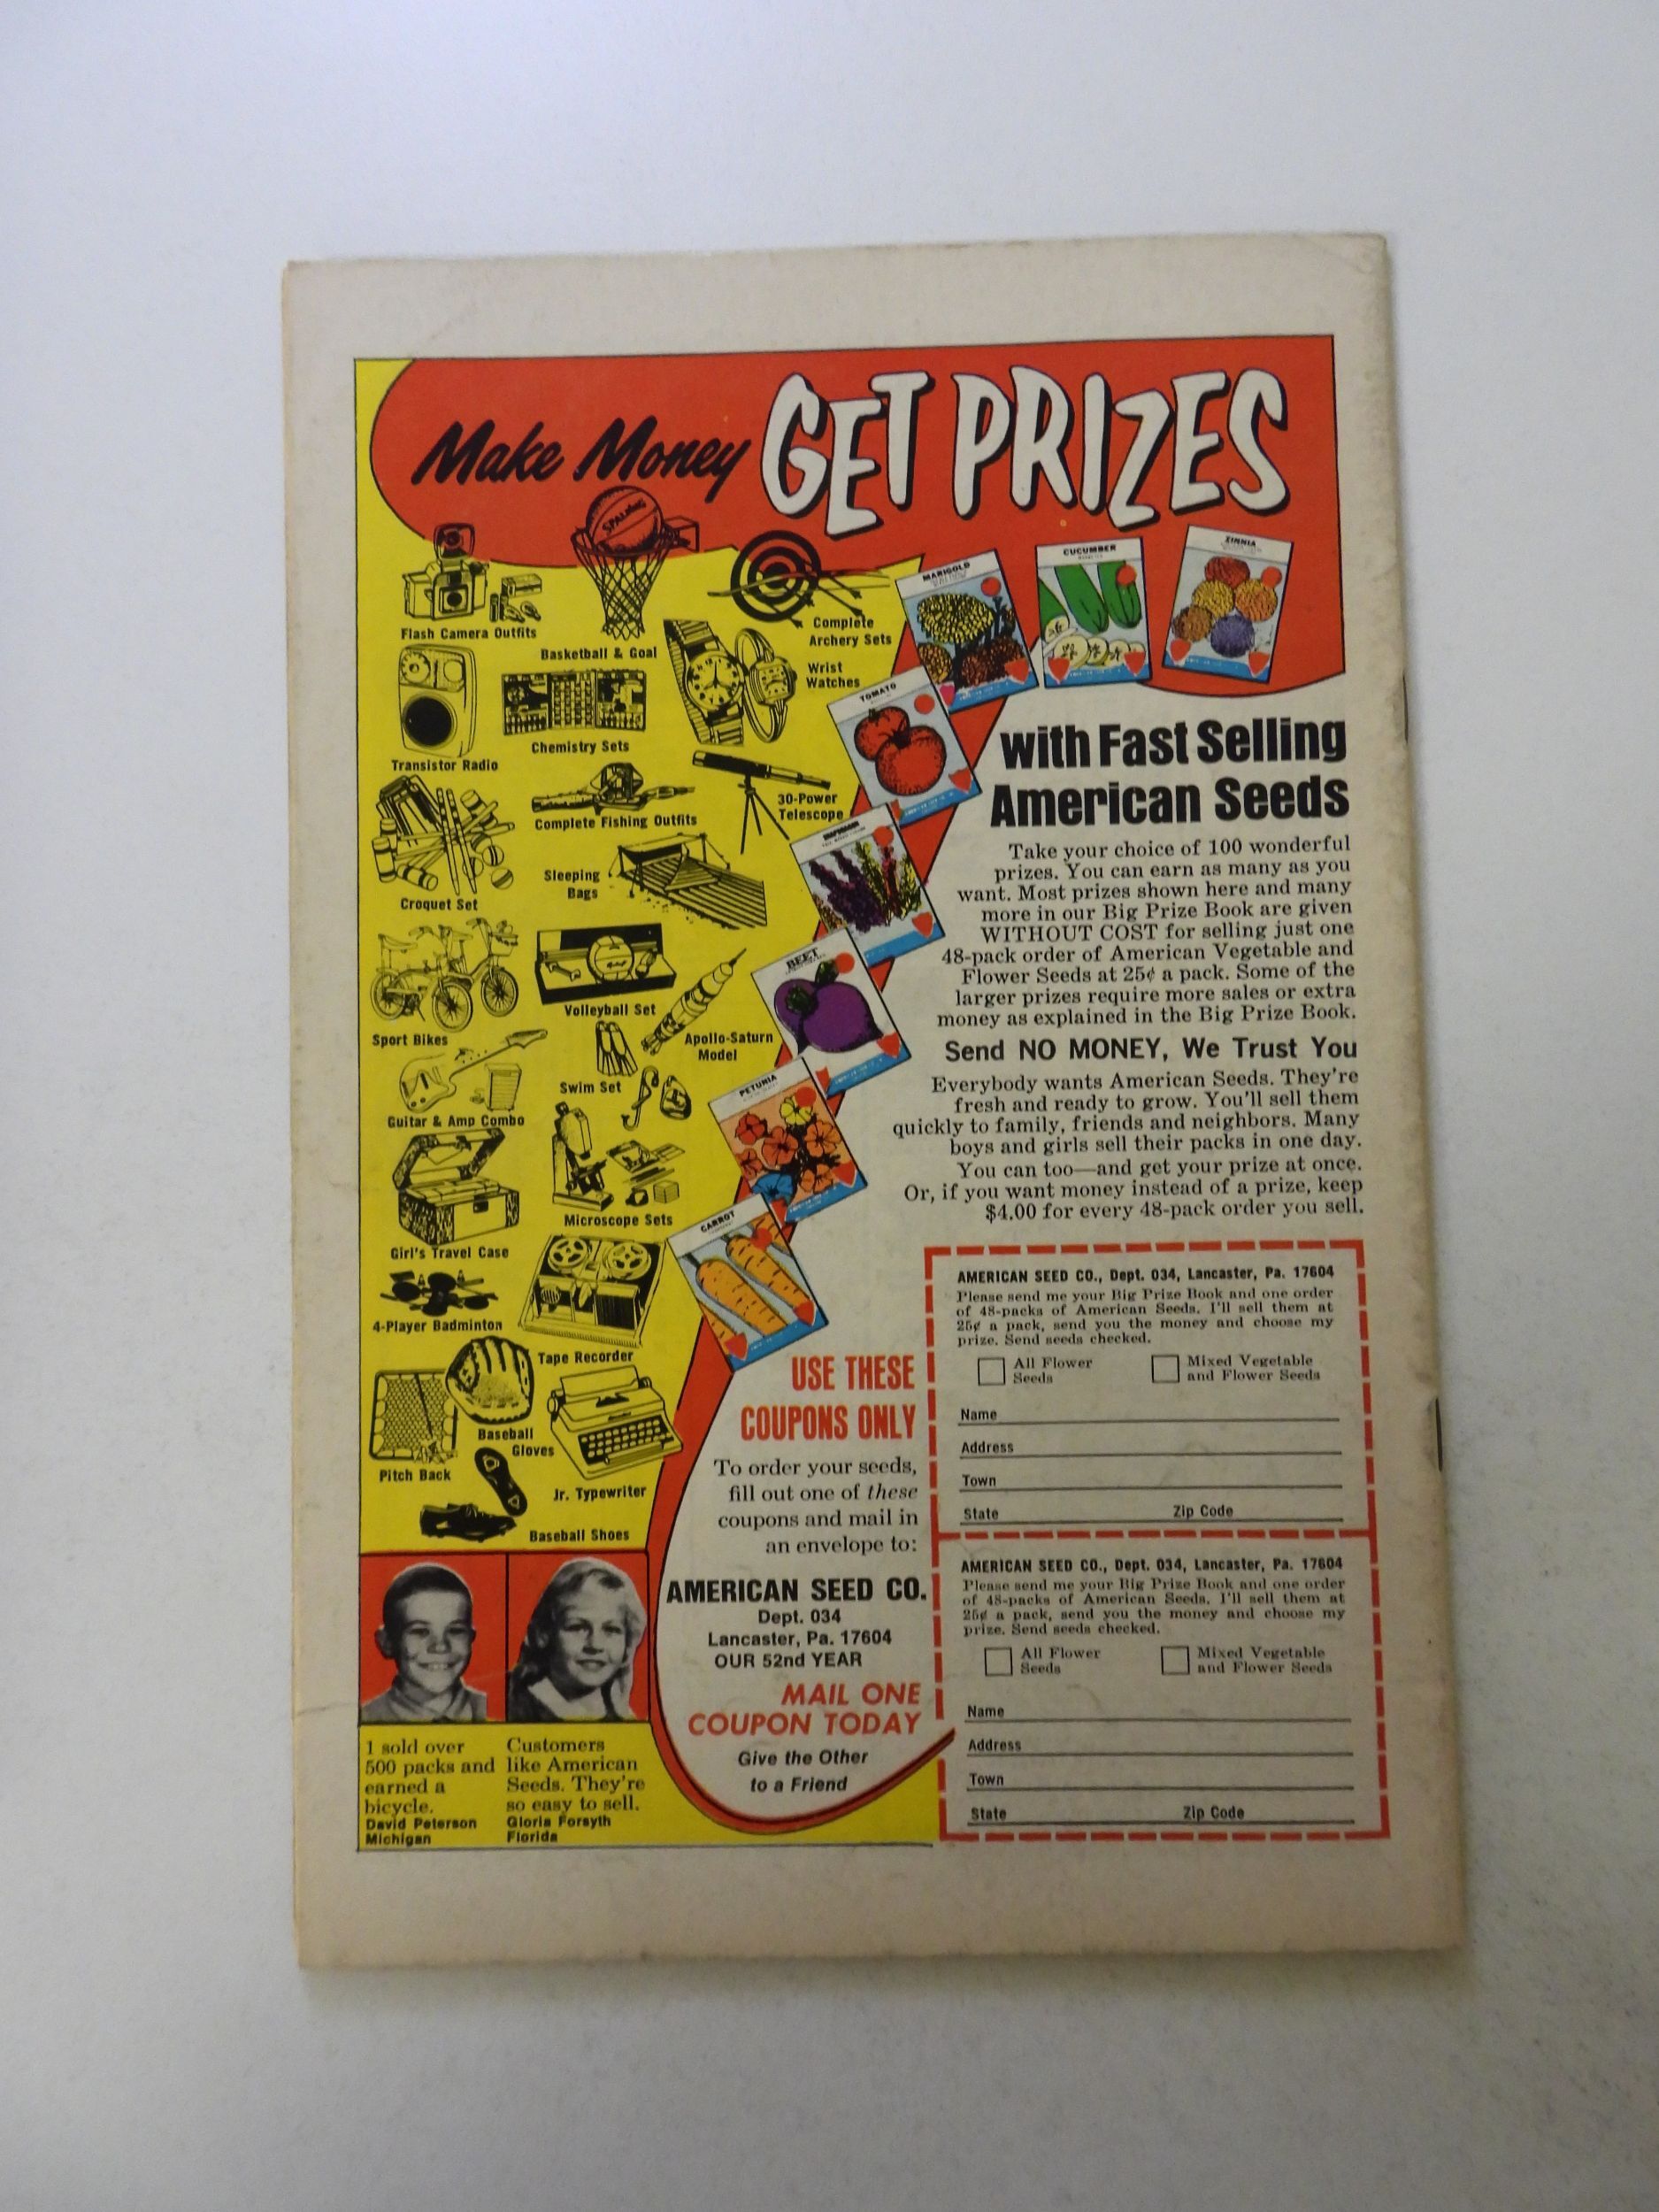 Make Money GET PRIZES
SPALDING
Flash Camera Outfits
Basketball & Goal
Complete
Archery Sets
Wrist
Watches
Transistor Radio
Chemistry Sets
30-Power
Telescope
Complete Fishing Outfits
Croquet Set
Sleeping
Bags
Sport Bikes
Volleyball Set
Apollo-Saturn
Model
Swim Set
Guitar & Amp Combo
Microscope Sets
Girl's Travel Case
4-Player Badminton
Tape Recorder
Baseball
Gloves
Pitch Back
Jr. Typewriter
Baseball Shoes
MARIGOLD
CUCUMBER
ZINNIA
TOMATO
BEET
PETUNIA
CARROT
with Fast Selling
American Seeds
Take your choice of 100 wonderful
prizes. You can earn as many as you
want. Most prizes shown here and many
more in our Big Prize Book are given
WITHOUT COST for selling just one
48-pack order of American Vegetable and
Flower Seeds at 25¢ a pack. Some of the
larger prizes require more sales or extra
money as explained in the Big Prize Book.
Send NO MONEY, We Trust You
Everybody wants American Seeds. They're
fresh and ready to grow. You'll sell them
quickly to family, friends and neighbors. Many
boys and girls sell their packs in one day.
You can too—and get your prize at once.
Or, if you want money instead of a prize, keep
$4.00 for every 48-pack order you sell.
USE THESE
COUPONS ONLY
To order your seeds,
fill out one of these
coupons and mail in
an envelope to:
AMERICAN SEED CO.
Dept. 034
Lancaster, Pa. 17604
OUR 52nd YEAR
MAIL ONE
COUPON TODAY
Give the Other
to a Friend
AMERICAN SEED CO., Dept. 034, Lancaster, Pa. 17604
Please send me your Big Prize Book and one order
of 48-packs of American Seeds. I'll sell them at
25¢ a pack, send you the money and choose my
prize. Send seeds checked.
All Flower
Seeds
Mixed Vegetable
and Flower Seeds
Name
Address
Town
State Zip Code
AMERICAN SEED CO., Dept. 034, Lancaster, Pa. 17604
Please send me your Big Prize Book and one order
of 48-packs of American Seeds. I'll sell them at
25¢ a pack, send you the money and choose my
prize. Send seeds checked.
All Flower
Seeds
Mixed Vegetable
and Flower Seeds
Name
Address
Town
State Zip Code
I sold over
500 packs and
earned a
bicycle.
David Peterson
Michigan
Customers
like American
Seeds. They're
so easy to sell.
Gloria Forsyth
Florida